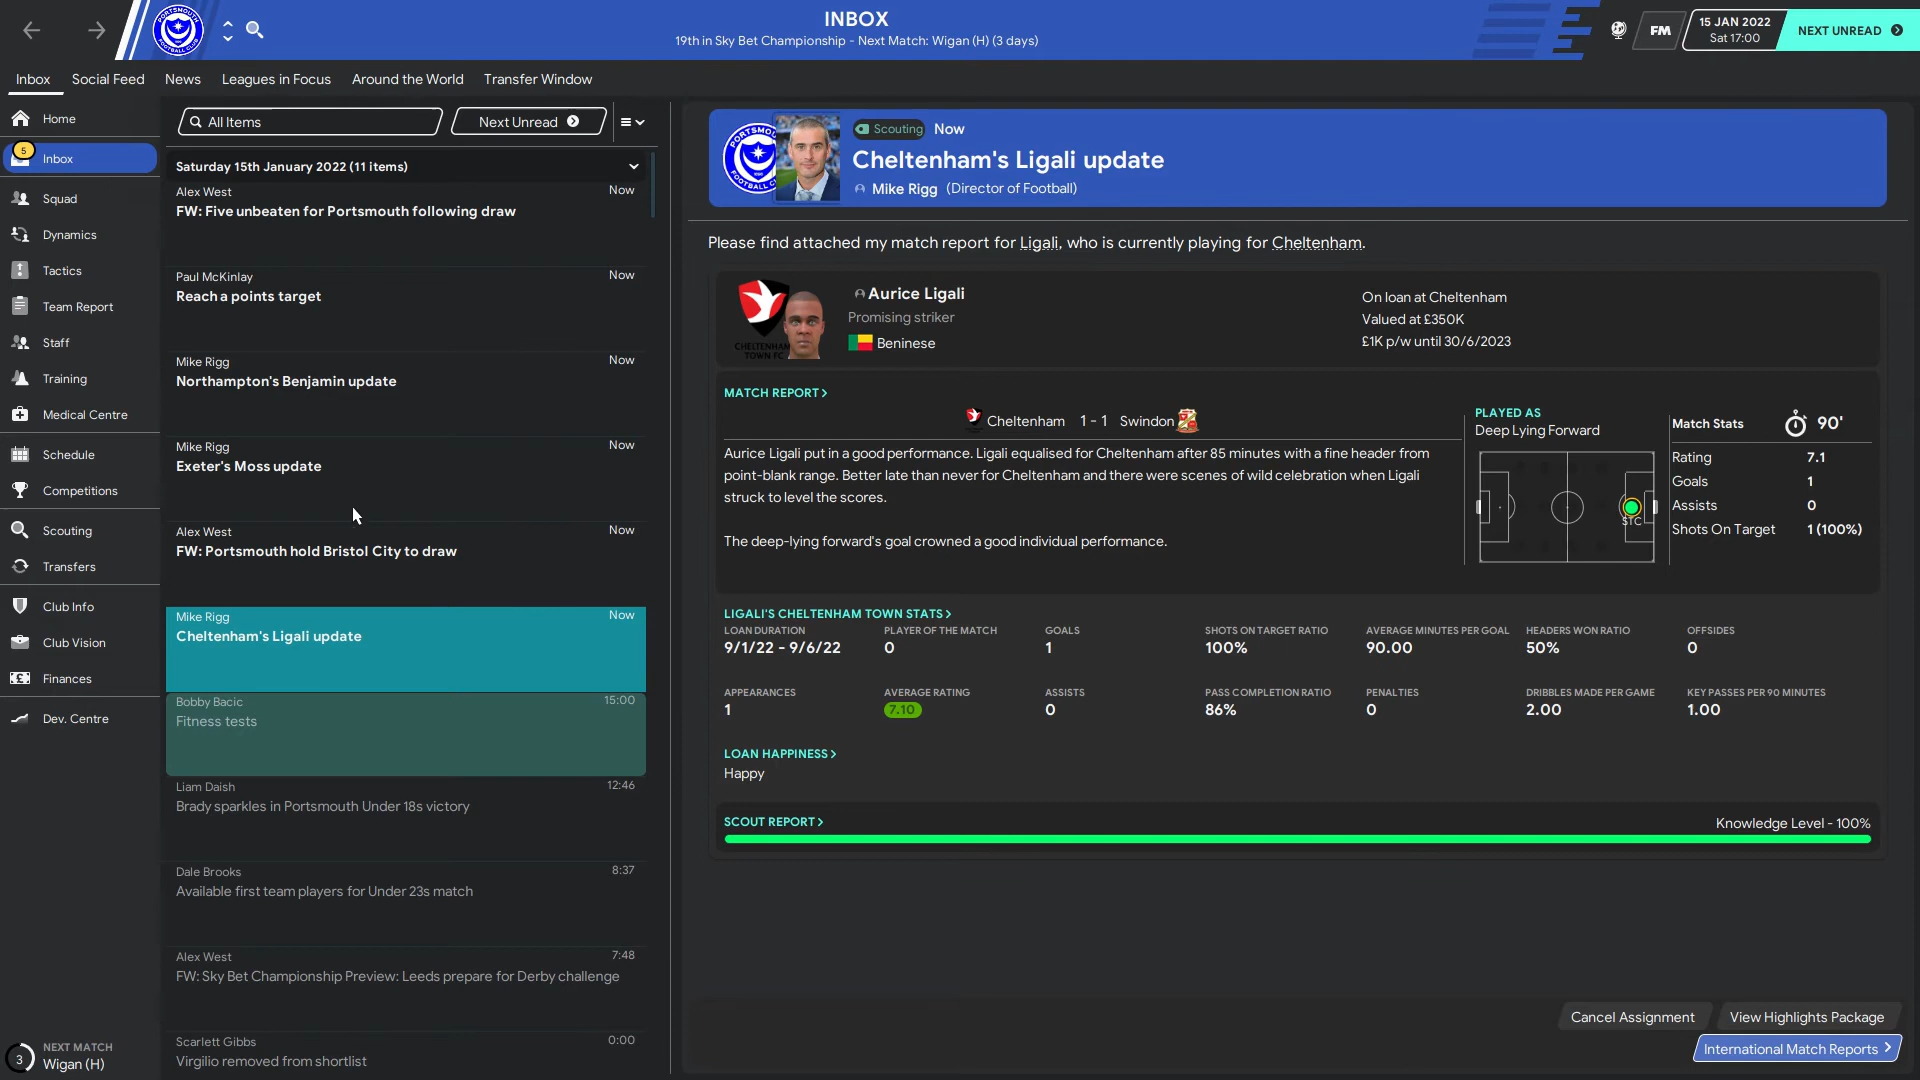 INBOX
19th in Sky Bet Championship - Next Match: Wigan (H) (3 days)
FM
15 JAN 2022
Sat 17:00
NEXT UNREAD
Inbox
Social Feed
News
Leagues in Focus
Around the World
Transfer Window
Home
5
Inbox
Squad
Dynamics
Tactics
Team Report
Staff
Training
Medical Centre
Schedule
Competitions
Scouting
Transfers
Club Info
Club Vision
Finances
Dev. Centre
3
NEXT MATCH
Wigan (H)
All Items
Next Unread
Saturday 15th January 2022 (11 items)
Alex West
Now
FW: Five unbeaten for Portsmouth following draw
Paul McKinlay
Now
Reach a points target
Mike Rigg
Now
Northampton's Benjamin update
Mike Rigg
Now
Exeter's Moss update
Alex West
Now
FW: Portsmouth hold Bristol City to draw
Mike Rigg
Now
Cheltenham's Ligali update
Bobby Bacic
15:00
Fitness tests
Liam Daish
12:46
Brady sparkles in Portsmouth Under 18s victory
Dale Brooks
8:37
Available first team players for Under 23s match
Alex West
7:48
FW: Sky Bet Championship Preview: Leeds prepare for Derby challenge
Scarlett Gibbs
0:00
Virgilio removed from shortlist
PORTSMOUTH
FOOTBALL CLUB
Scouting
Now
Cheltenham's Ligali update
Mike Rigg (Director of Football)
Please find attached my match report for Ligali, who is currently playing for Cheltenham.
CHELTENHAM
TOWN FC
Aurice Ligali
Promising striker
Beninese
On loan at Cheltenham
Valued at £350K
£1K p/w until 30/6/2023
MATCH REPORT
Cheltenham 1 - 1 Swindon
Aurice Ligali put in a good performance. Ligali equalised for Cheltenham after 85 minutes with a fine header from
point-blank range. Better late than never for Cheltenham and there were scenes of wild celebration when Ligali
struck to level the scores.
The deep-lying forward's goal crowned a good individual performance.
PLAYED AS
Deep Lying Forward
STC
Match Stats
90'
Rating
7.1
Goals
1
Assists
0
Shots On Target
1 (100%)
LIGALI'S CHELTENHAM TOWN STATS
LOAN DURATION
PLAYER OF THE MATCH
GOALS
SHOTS ON TARGET RATIO
AVERAGE MINUTES PER GOAL
HEADERS WON RATIO
OFFSIDES
9/1/22 - 9/6/22
0
1
100%
90.00
50%
0
APPEARANCES
AVERAGE RATING
ASSISTS
PASS COMPLETION RATIO
PENALTIES
DRIBBLES MADE PER GAME
KEY PASSES PER 90 MINUTES
1
7.10
0
86%
0
2.00
1.00
LOAN HAPPINESS
Happy
SCOUT REPORT
Knowledge Level - 100%
Cancel Assignment
View Highlights Package
International Match Reports